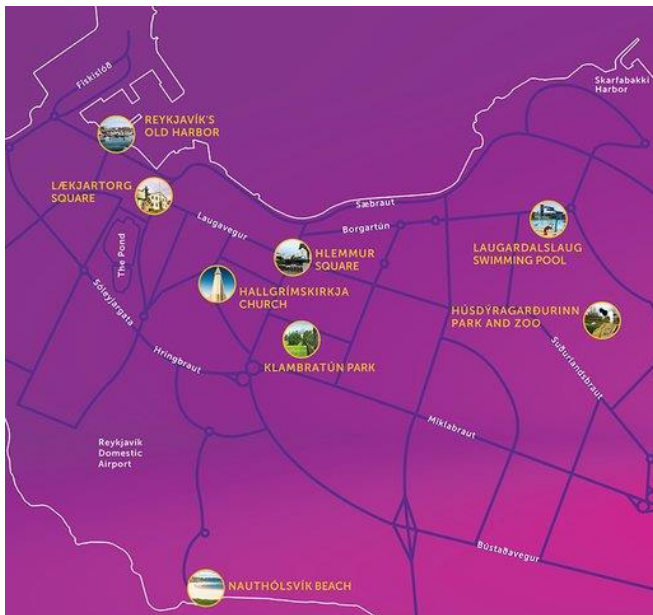 Fiskislóð
Skarfabakki
Harbor
REYKJAVÍK'S
OLD HARBOR
LÆKJARTORG
SQUARE
Sæbraut
Laugavegur
Borgartún
The Pond
HLEMMUR
SQUARE
LAUGARDALSLAUG
SWIMMING POOL
HALLGRÍMSKIRKJA
CHURCH
Sóleyjargata
HÚSDÝRAGARÐURINN
PARK AND ZOO
Hringbraut
KLAMBRATÚN PARK
Suðurlandsbraut
Miklabraut
Reykjavík
Domestic
Airport
Bústaðavegur
NAUTHÓLSVÍK BEACH